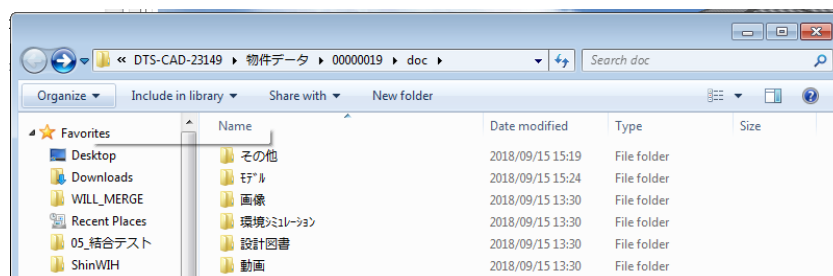 « DTS-CAD-23149 ▸ 物件データ ▸ 00000019 ▸ doc ▸ Search doc
Organize Include in library Share with New folder
Favorites Name Date modified Type Size
Desktop その他 2018/09/15 15:19 File folder
Downloads ﾓﾃﾞﾙ 2018/09/15 15:24 File folder
WILL_MERGE 画像 2018/09/15 13:30 File folder
Recent Places 環境ｼﾐｭﾚｰｼｮﾝ 2018/09/15 13:30 File folder
05_結合テスト 設計図書 2018/09/15 13:30 File folder
ShinWIH 動画 2018/09/15 13:30 File folder